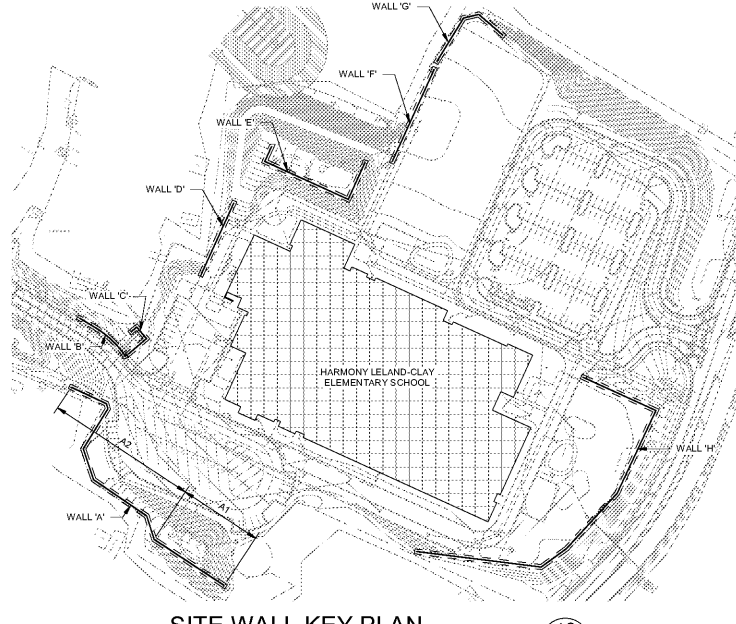 WALL 'G'
WALL 'F'
WALL 'E'
WALL 'D'
WALL 'C'
WALL 'B'
HARMONY LELAND-CLAY
ELEMENTARY SCHOOL
A2
A1
WALL 'H'
WALL 'A'
SITE WALL KEY PLAN